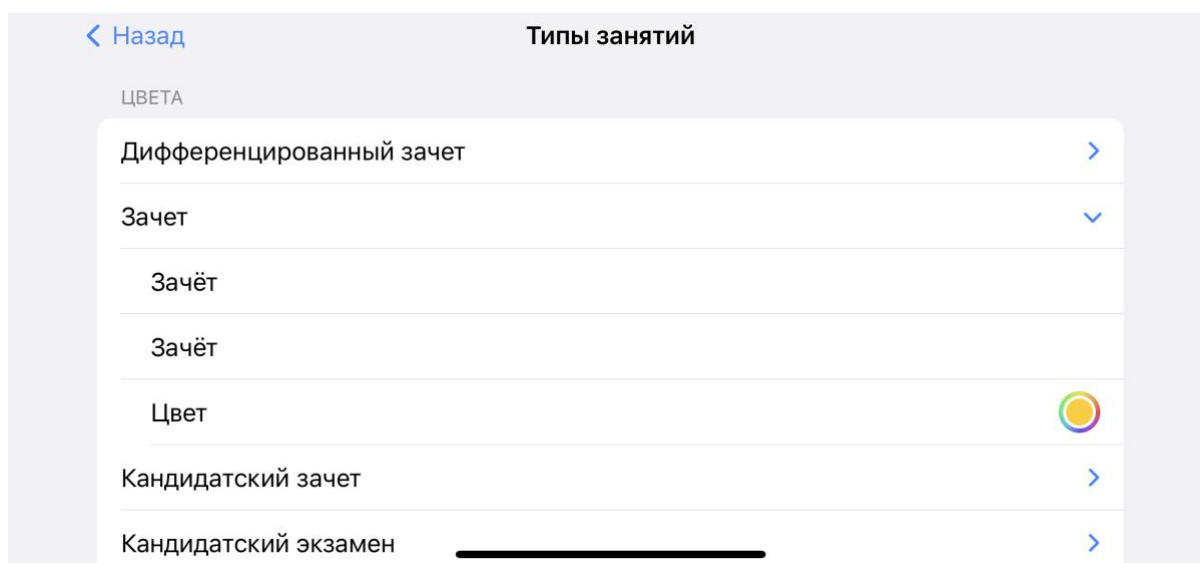 Назад
Типы занятий
ЦВЕТА
Дифференцированный зачет
Зачет
Зачёт
Зачёт
Цвет
Кандидатский зачет
Кандидатский экзамен